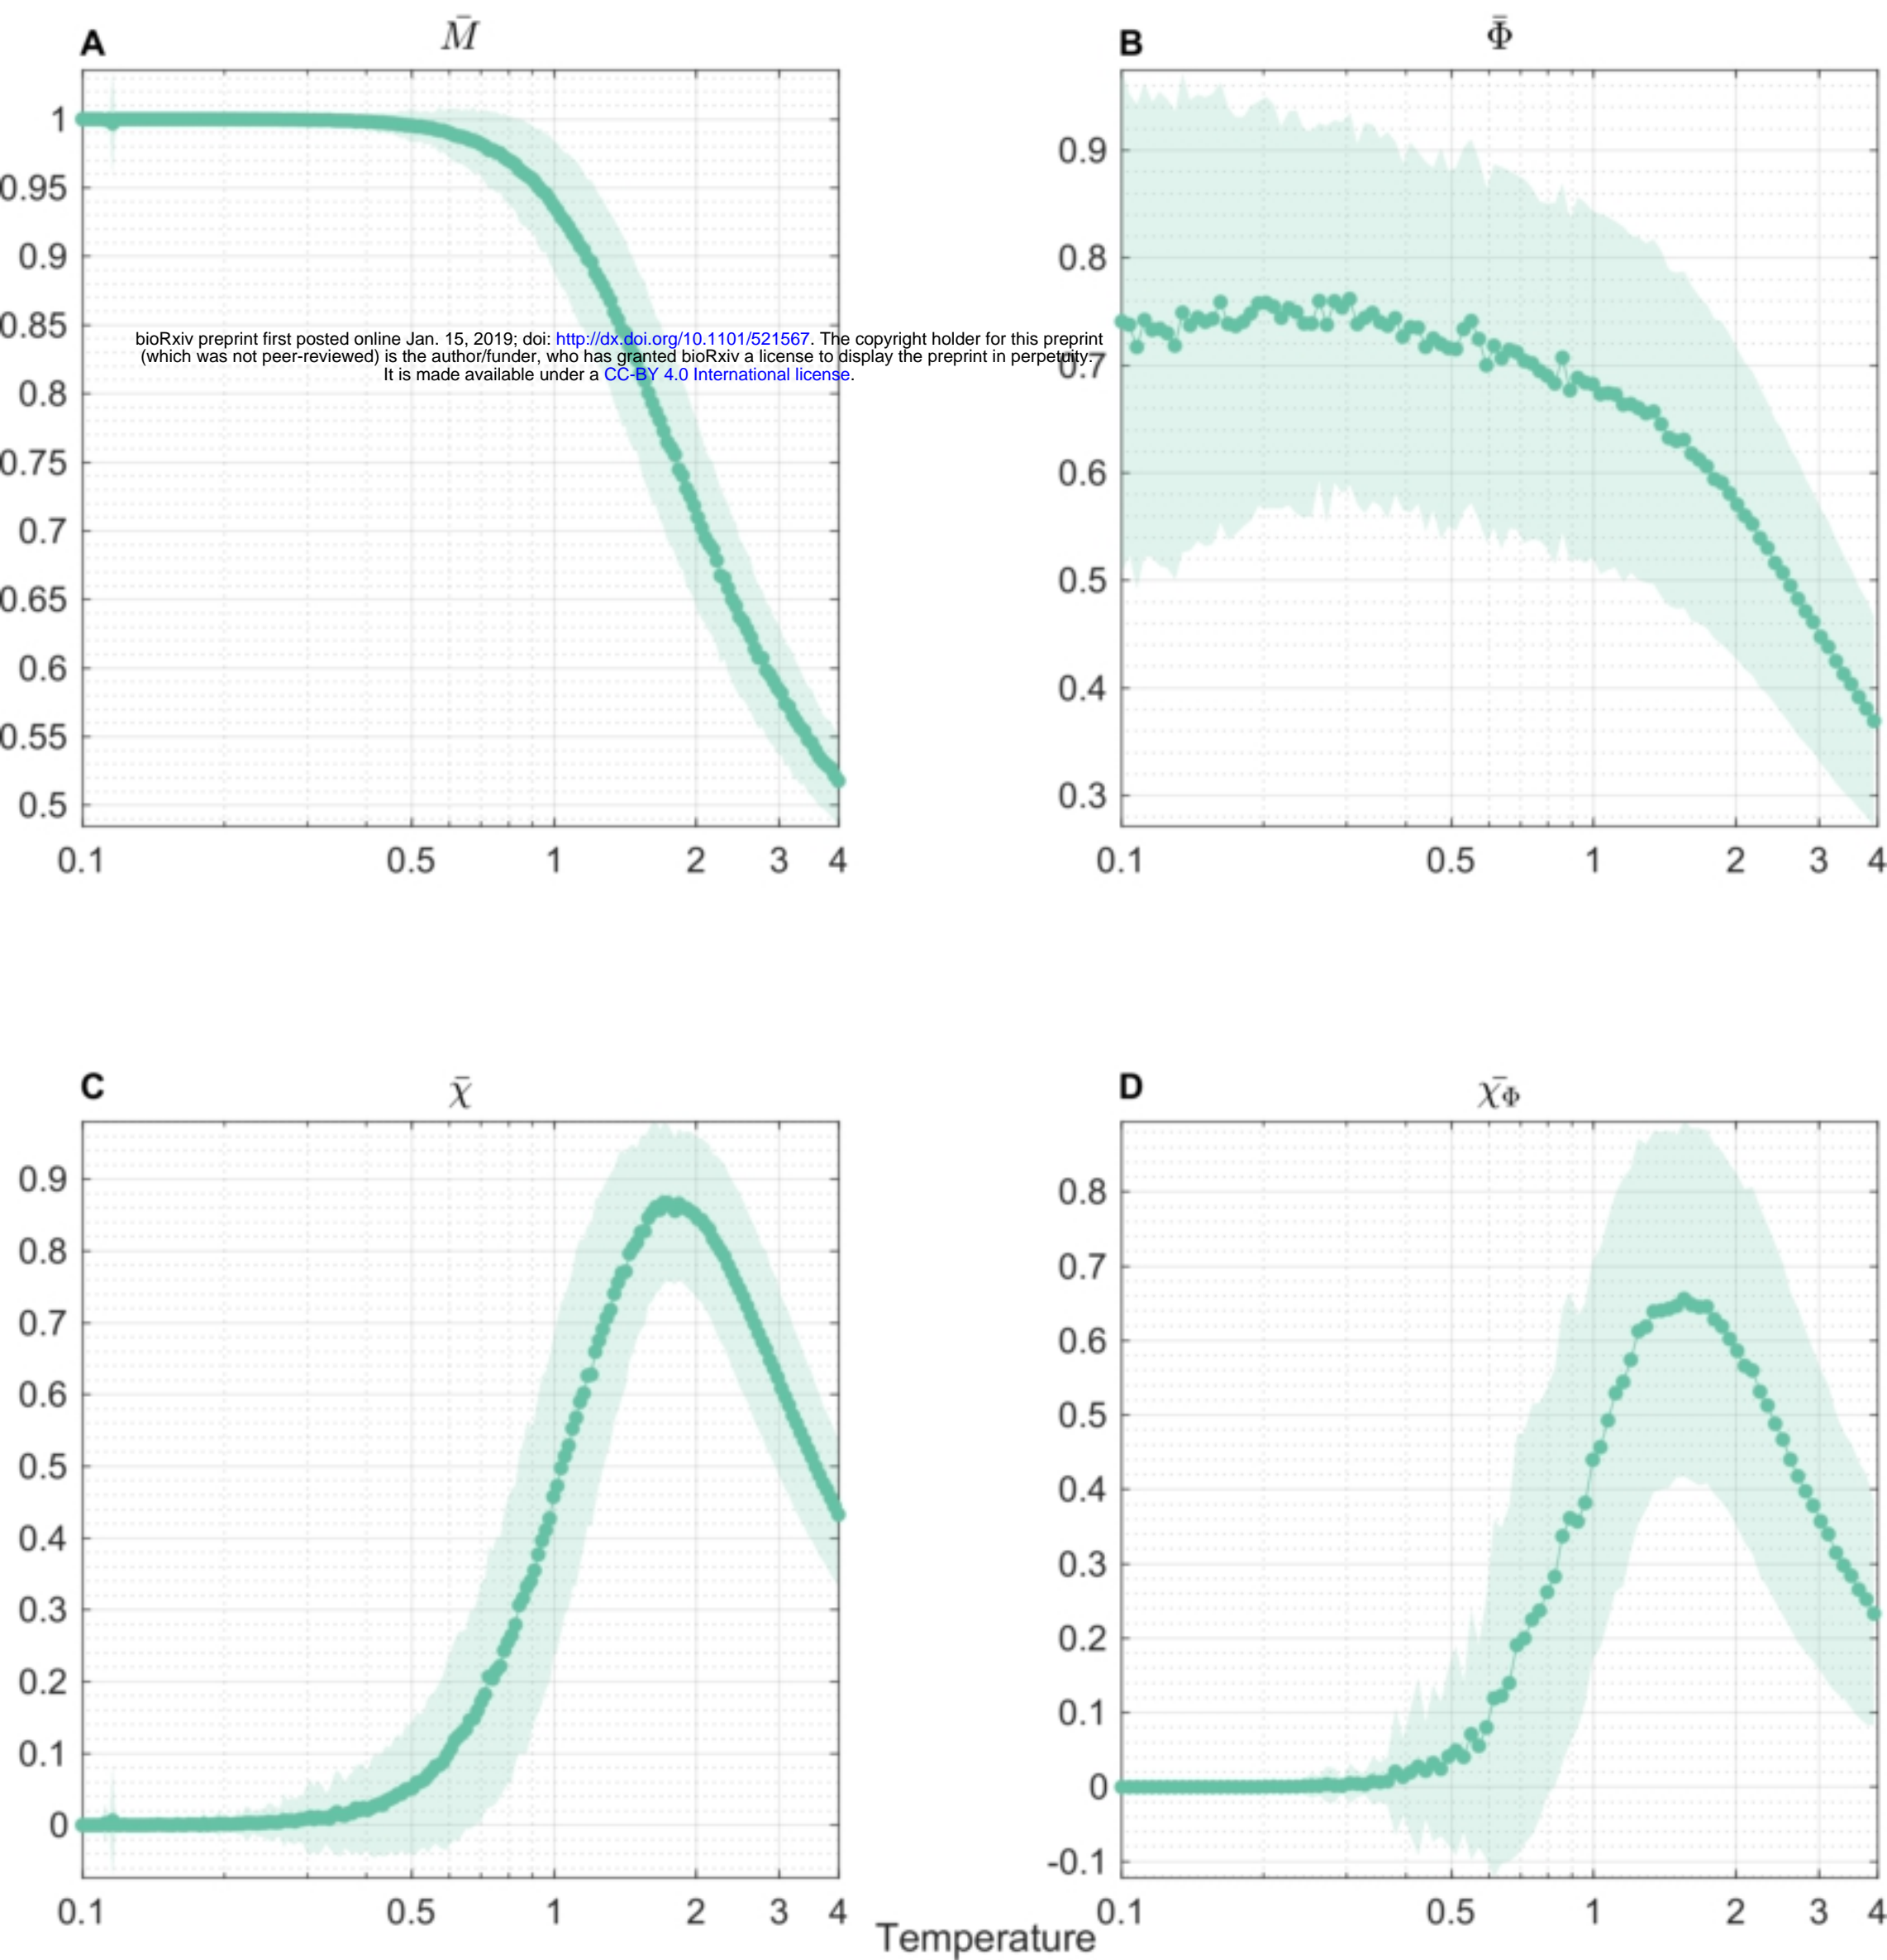 A
M̄
1
0.95
0.9
0.85
0.8
0.75
0.7
0.65
0.6
0.55
0.5
0.1 0.5 1 2 3 4
bioRxiv preprint first posted online Jan. 15, 2019; doi: http://dx.doi.org/10.1101/521567. The copyright holder for this preprint
(which was not peer-reviewed) is the author/funder, who has granted bioRxiv a license to display the preprint in perpetuity.
It is made available under a CC-BY 4.0 International license.
B
Φ̄
0.9
0.8
0.7
0.6
0.5
0.4
0.3
0.1 0.5 1 2 3 4
C
χ̄
0.9
0.8
0.7
0.6
0.5
0.4
0.3
0.2
0.1
0
0.1 0.5 1 2 3 4
D
χ̄Φ
0.8
0.7
0.6
0.5
0.4
0.3
0.2
0.1
0
-0.1
0.1 0.5 1 2 3 4
Temperature